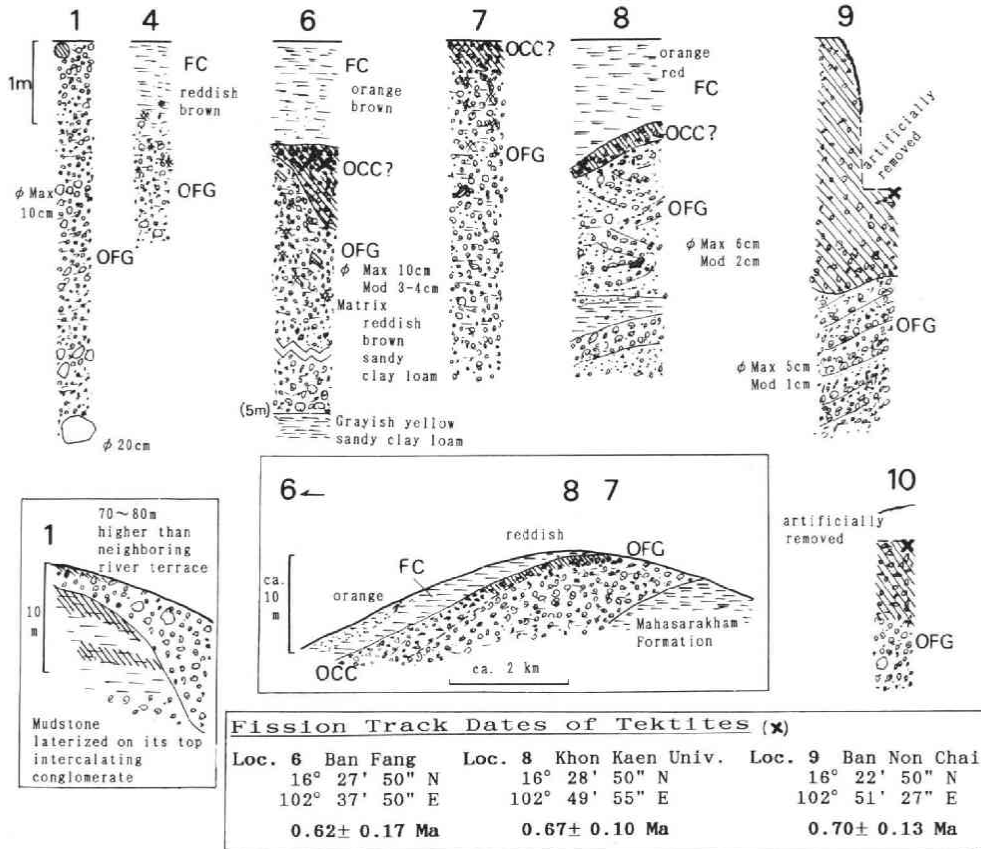 1
4
6
7
8
9
1m
FC
reddish
brown
OFG
φ Max
10cm
OFG
φ 20cm
FC
orange
brown
OCC?
OFG
φ Max 10cm
Mod 3-4cm
Matrix
reddish
brown
sandy
clay loam
(5m)
Grayish yellow
sandy clay loam
OCC?
OFG
orange
red
FC
OCC?
OFG
φ Max 6cm
Mod 2cm
artificially
removed
OFG
φ Max 5cm
Mod 1cm
1
70~80m
higher than
neighboring
river terrace
10
m
Mudstone
laterized on its top
intercalating
conglomerate
6 ←
8 7
reddish
OFG
FC
ca.
10
m
orange
Mahasarakham
Formation
OCC
ca. 2 km
10
artificially
removed
OFG
Fission Track Dates of Tektites (x)
Loc. 6 Ban Fang
16° 27' 50" N
102° 37' 50" E
0.62± 0.17 Ma
Loc. 8 Khon Kaen Univ.
16° 28' 50" N
102° 49' 55" E
0.67± 0.10 Ma
Loc. 9 Ban Non Chai
16° 22' 50" N
102° 51' 27" E
0.70± 0.13 Ma